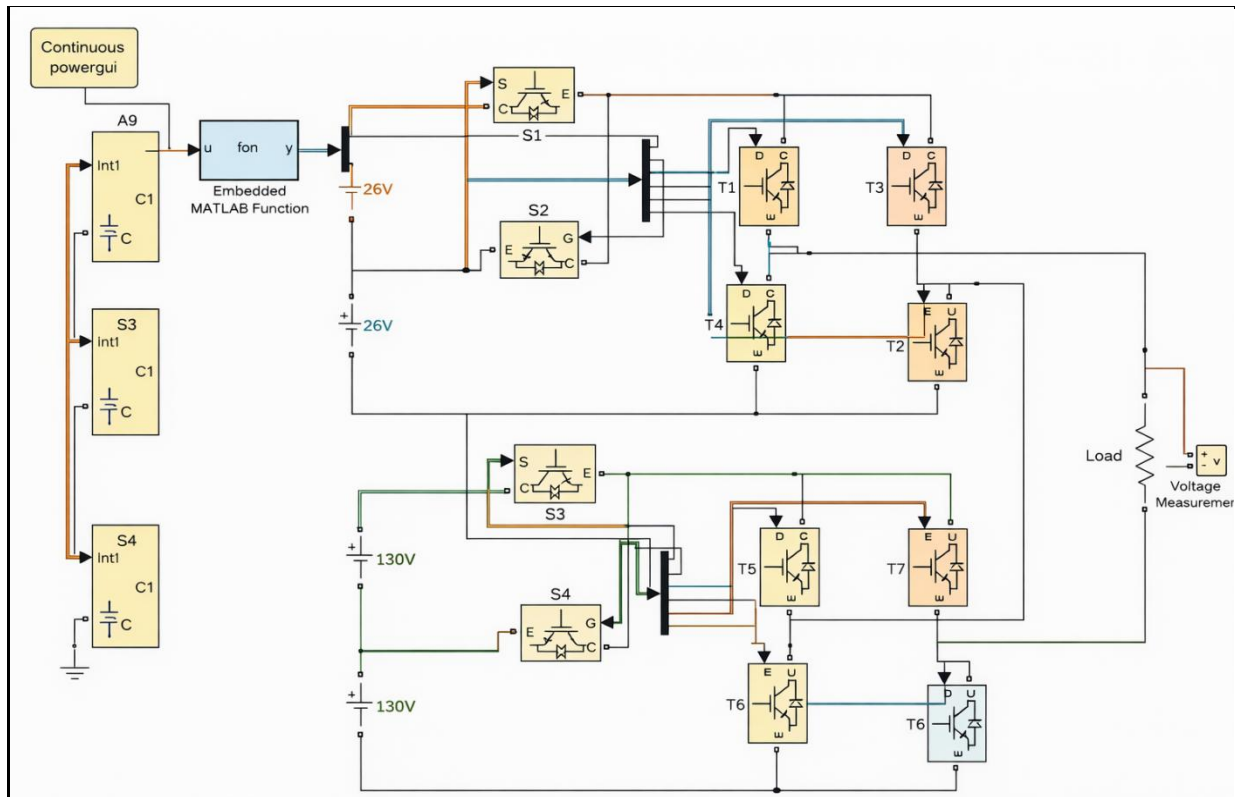 Continuous
powergui
A9
Int1
C1
C
u fon y
Embedded
MATLAB Function
S3
Int1
C1
C
S4
Int1
C1
C
26V
26V
S
C
E
S1
S2
E
G
C
D C
T1
E
D C
T3
E
D C
T4
E
E U
T2
E
Load
+
-
v
Voltage
Measuremen
130V
130V
S
C
E
S3
S4
E
G
C
D C
T5
E
E U
T7
E
E U
T6
E
D U
T6
E